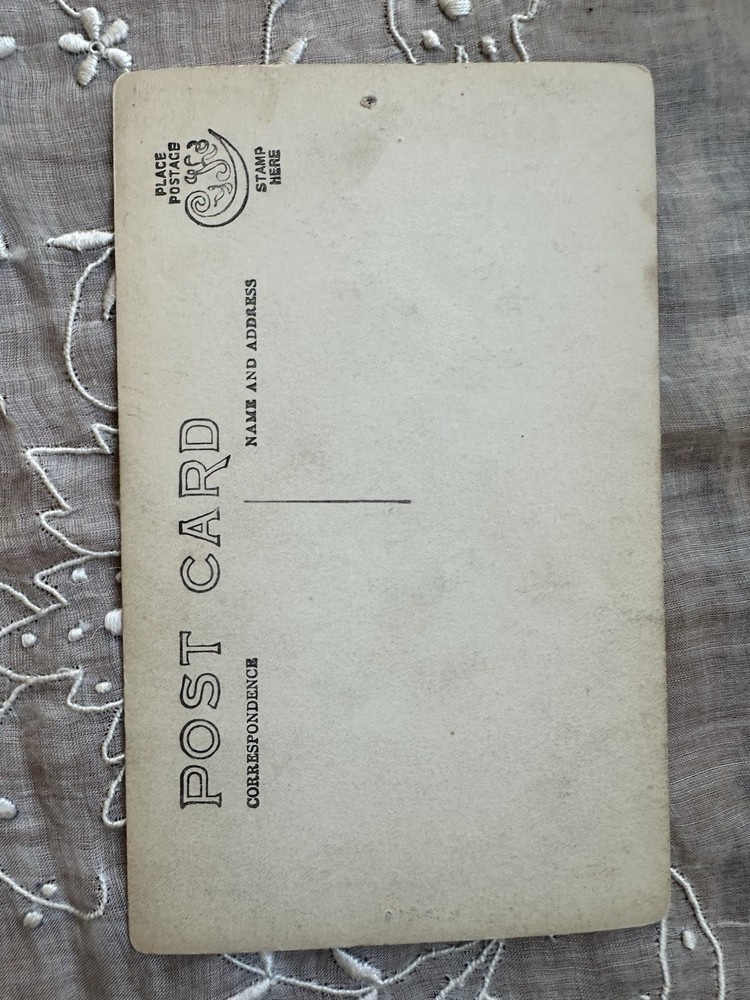 POST CARD
PLACE
POSTAGE
STAMP
HERE
CORRESPONDENCE
NAME AND ADDRESS